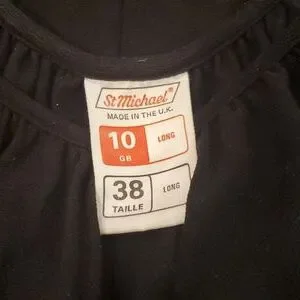 St Michael®
MADE IN THE U.K.
10 LONG
GB
38 LONG
TAILLE